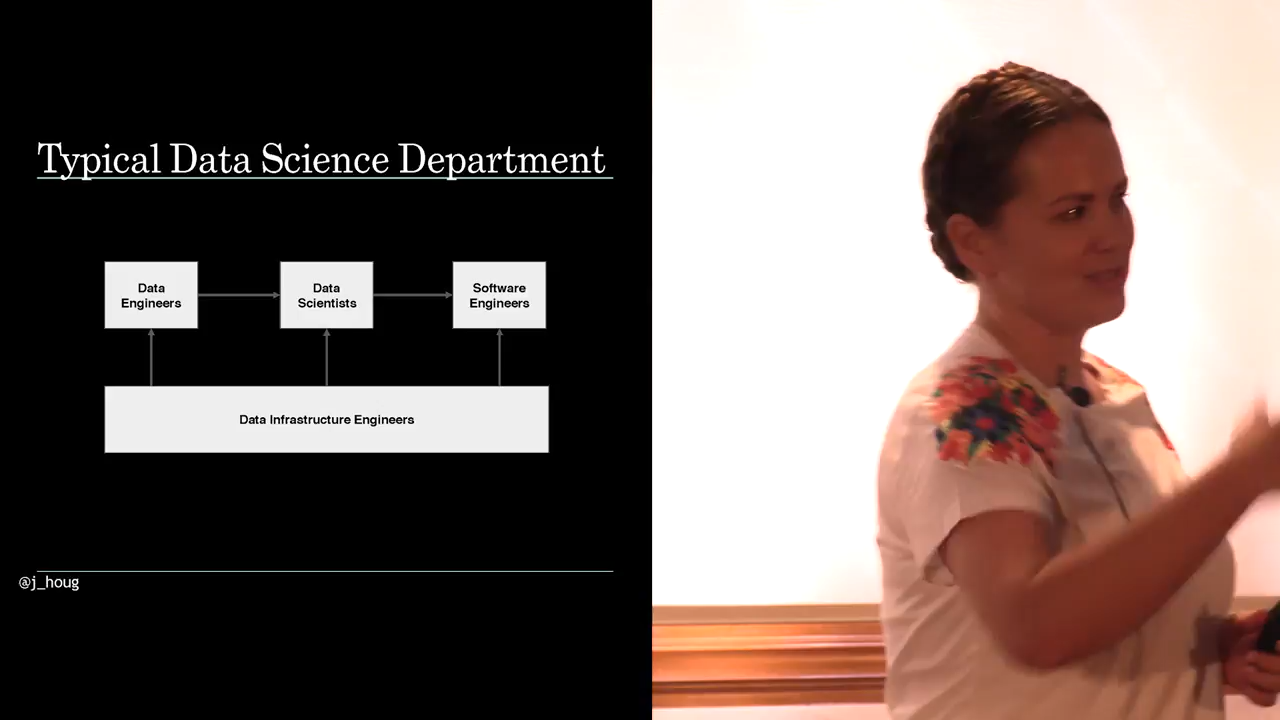 Typical Data Science Department
Data
Engineers
Data
Scientists
Software
Engineers
Data Infrastructure Engineers
@j_houg